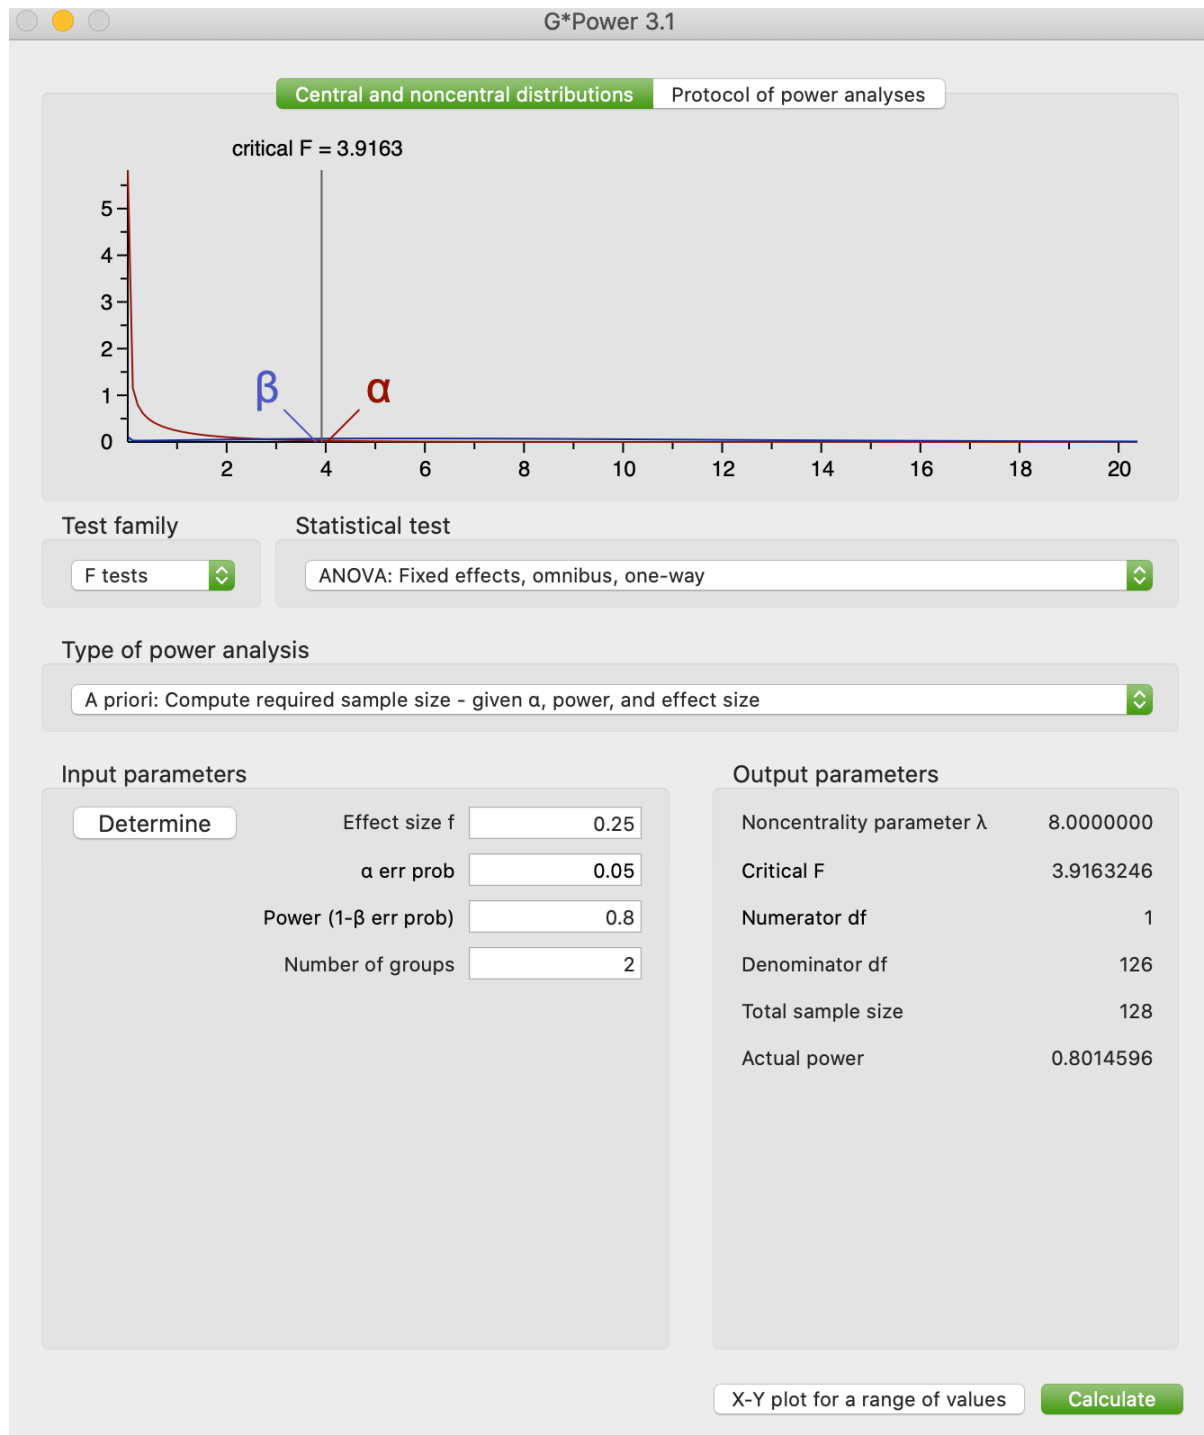 G*Power 3.1
Central and noncentral distributions
Protocol of power analyses
critical F = 3.9163
5
4
3
2
1
0
β
α
2 4 6 8 10 12 14 16 18 20
Test family
Statistical test
F tests
ANOVA: Fixed effects, omnibus, one-way
Type of power analysis
A priori: Compute required sample size - given α, power, and effect size
Input parameters
Determine
Effect size f 0.25
α err prob 0.05
Power (1-β err prob) 0.8
Number of groups 2
Output parameters
Noncentrality parameter λ 8.0000000
Critical F 3.9163246
Numerator df 1
Denominator df 126
Total sample size 128
Actual power 0.8014596
X-Y plot for a range of values
Calculate